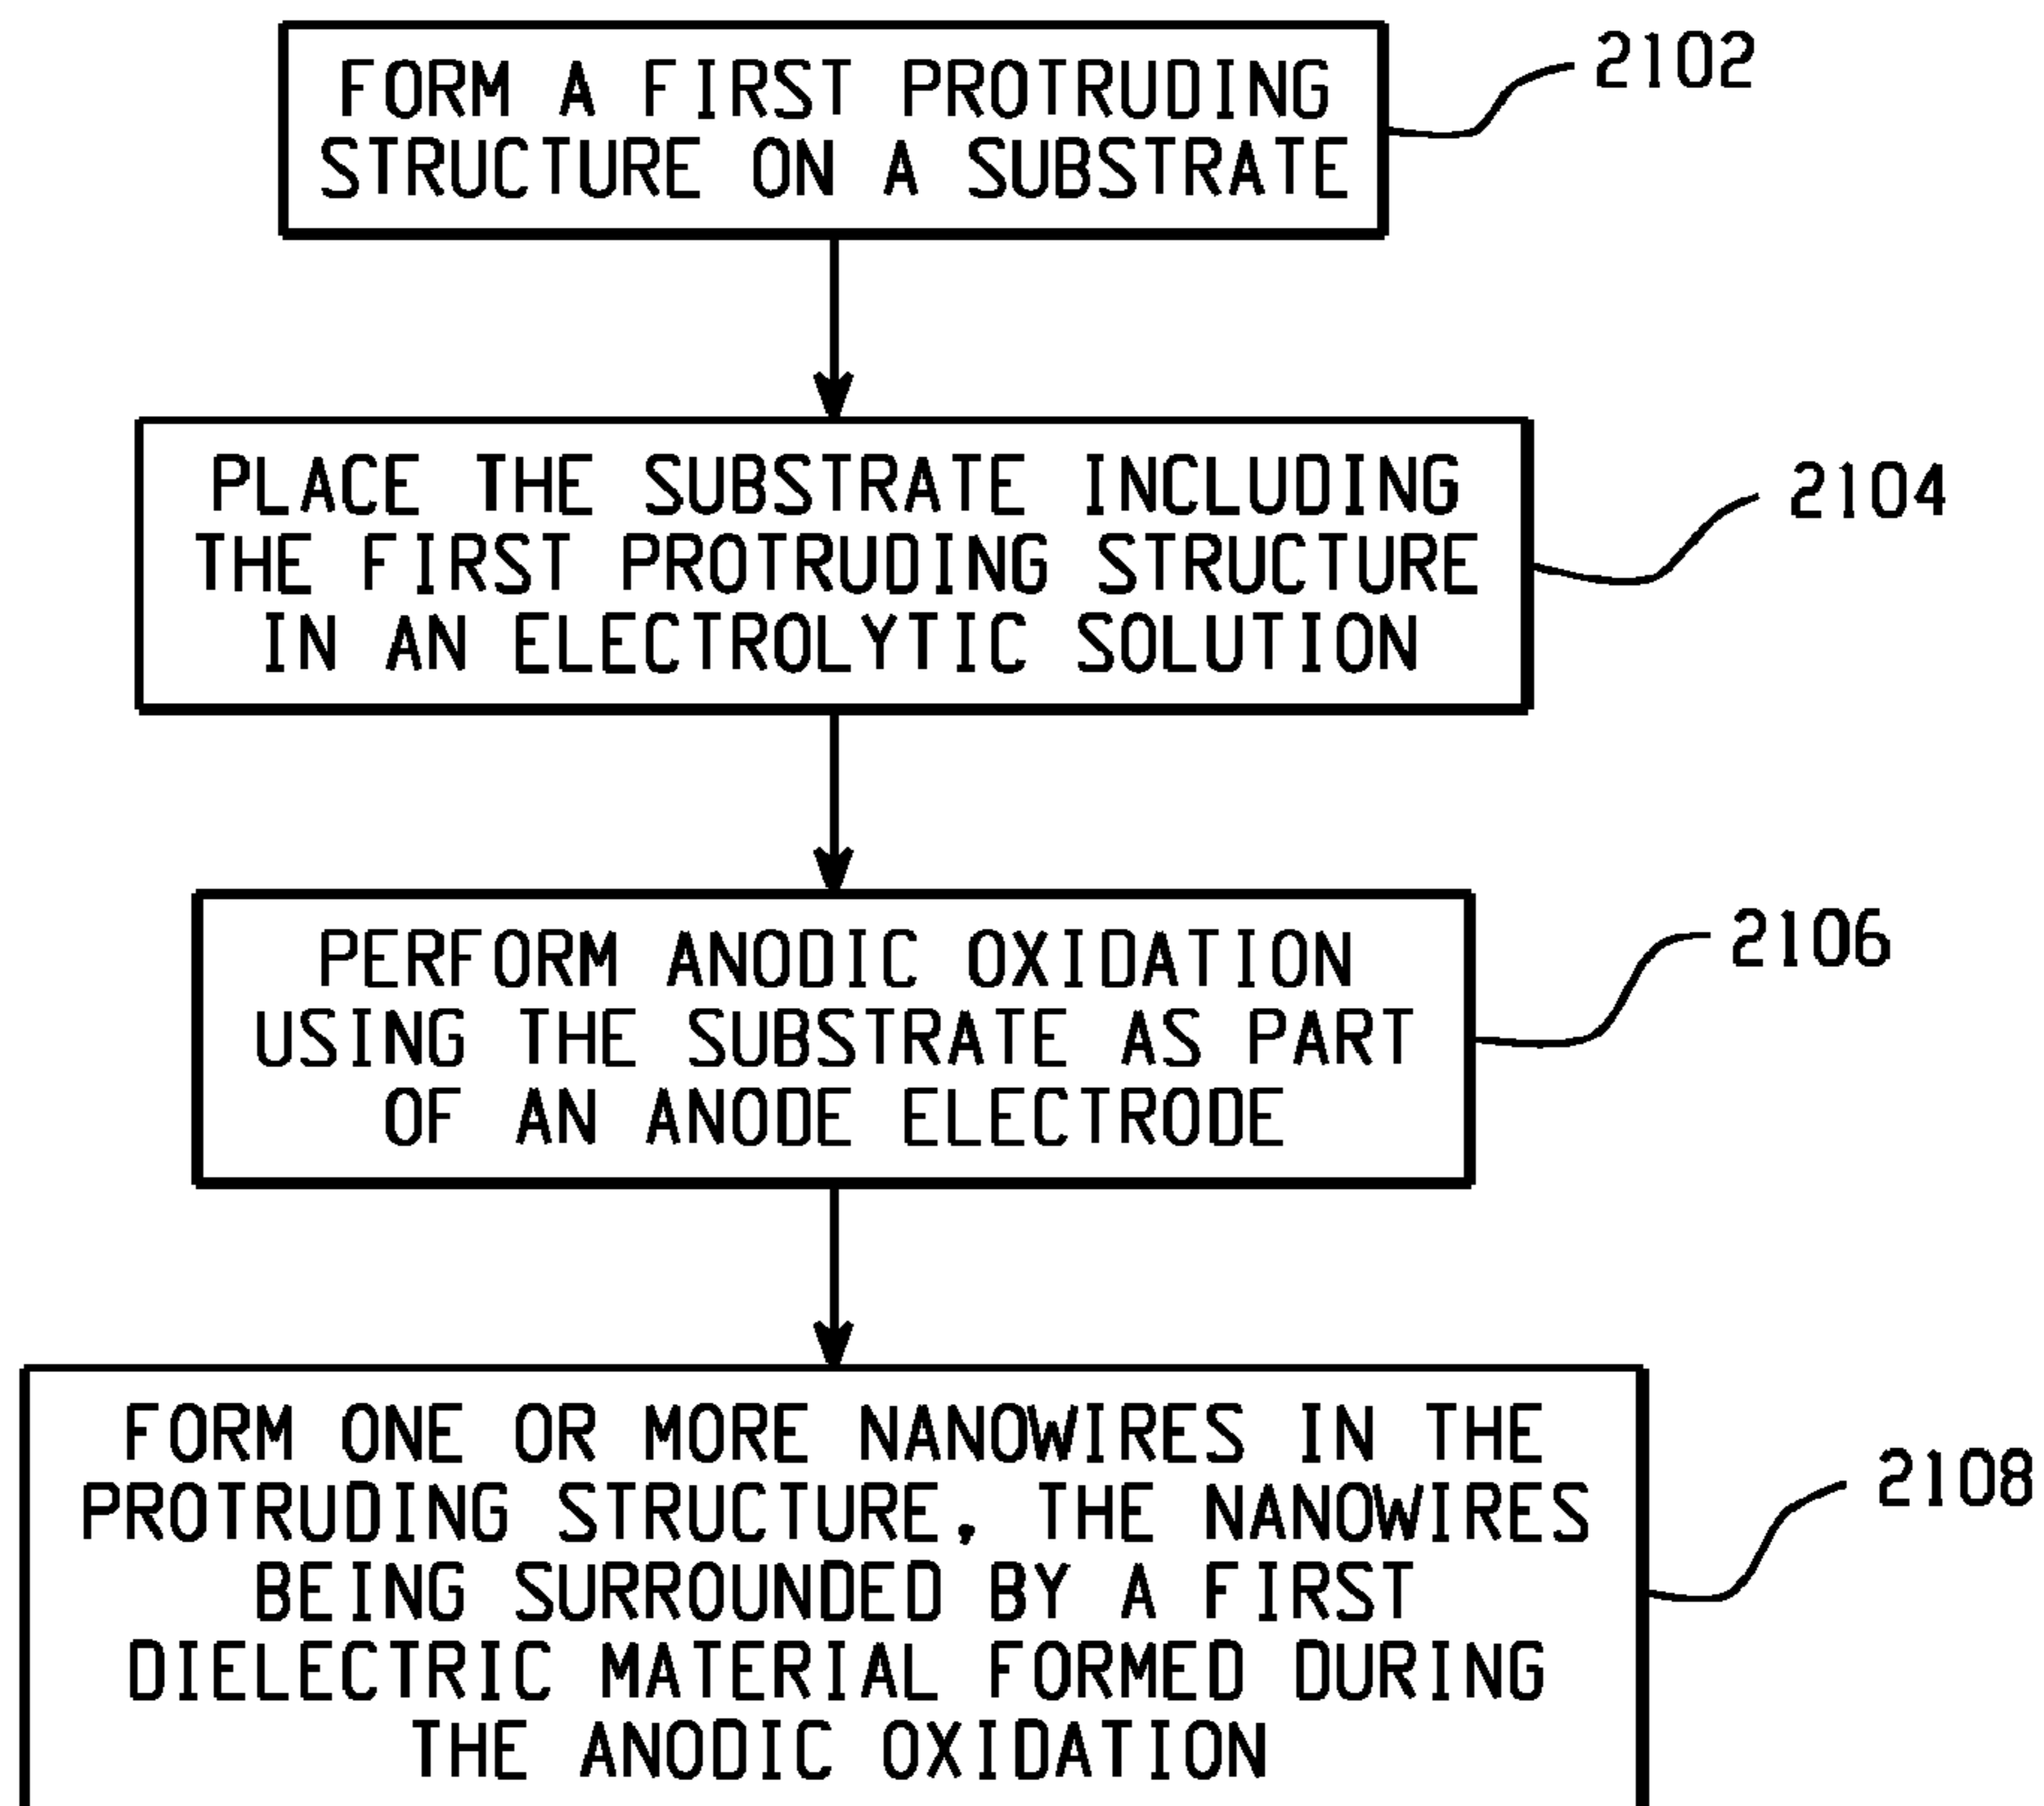 FORM A FIRST PROTRUDING
STRUCTURE ON A SUBSTRATE
2102
PLACE THE SUBSTRATE INCLUDING
THE FIRST PROTRUDING STRUCTURE
IN AN ELECTROLYTIC SOLUTION
2104
PERFORM ANODIC OXIDATION
USING THE SUBSTRATE AS PART
OF AN ANODE ELECTRODE
2106
FORM ONE OR MORE NANOWIRES IN THE
PROTRUDING STRUCTURE, THE NANOWIRES
BEING SURROUNDED BY A FIRST
DIELECTRIC MATERIAL FORMED DURING
THE ANODIC OXIDATION
2108